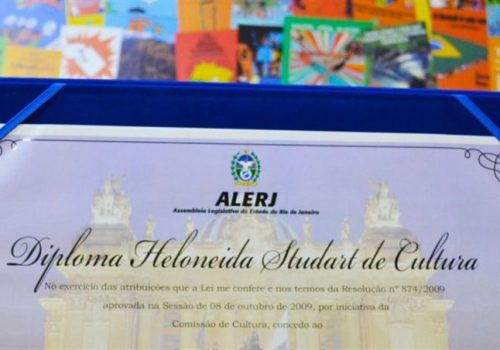 ALERJ
Assembleia Legislativa do Estado do Rio de Janeiro
Diploma Heloneida Studart de Cultura
No exercício das atribuições que a Lei me confere e nos termos da Resolução nº 874/2009
aprovada na Sessão de 08 de outubro de 2009, por iniciativa da
Comissão de Cultura, concedo ao